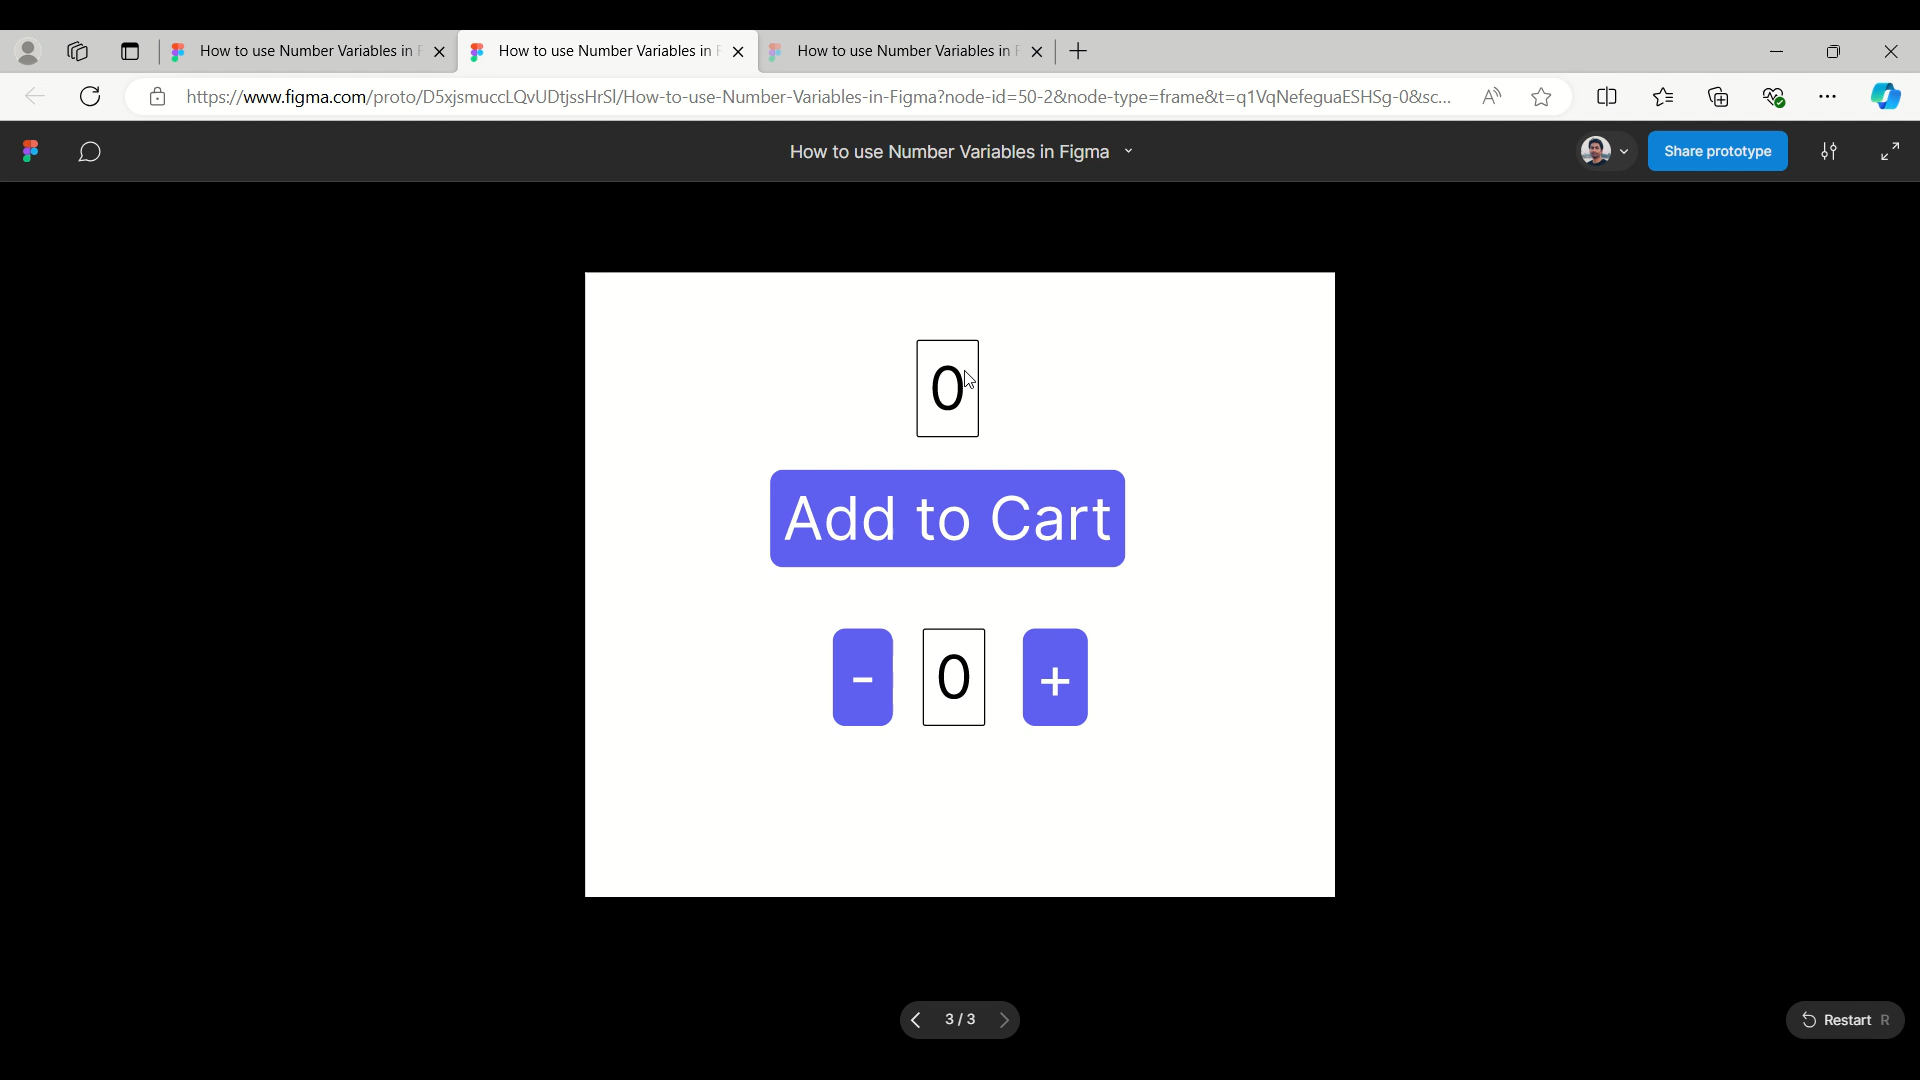 How to use Number Variables in F
How to use Number Variables in F
How to use Number Variables in F
https://www.figma.com/proto/D5xjsmuccLQvUDtjssHrSl/How-to-use-Number-Variables-in-Figma?node-id=50-2&node-type=frame&t=q1VqNefeguaESHSg-0&sc...
How to use Number Variables in Figma
Share prototype
0
Add to Cart
- 0 +
3 / 3
Restart R